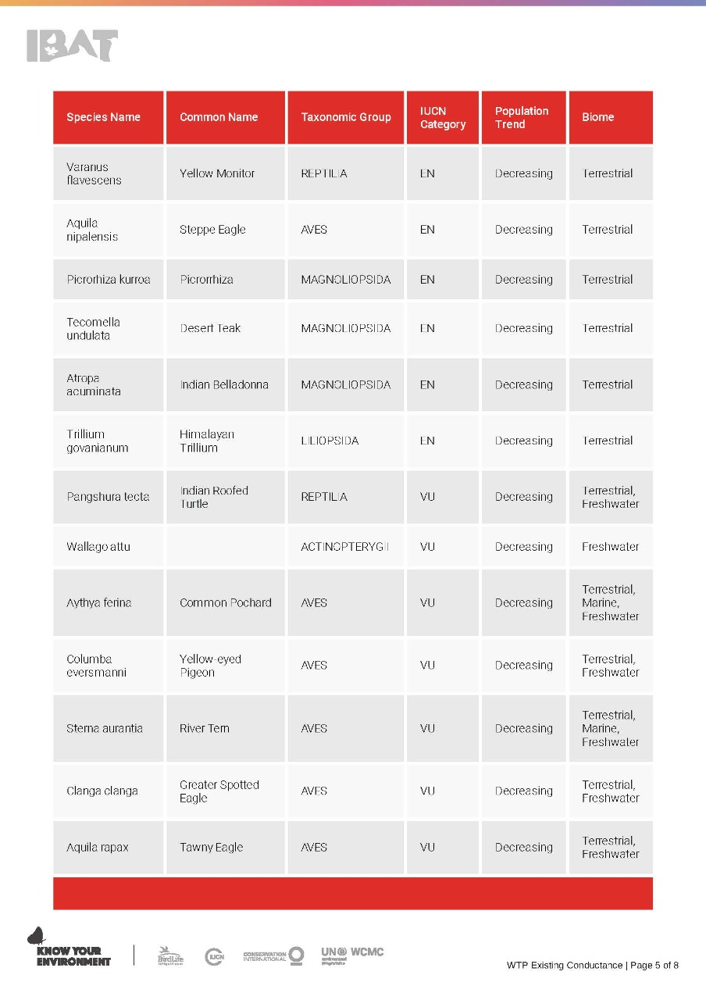 IBAT
Species Name
Common Name
Taxonomic Group
IUCN
Category
Population
Trend
Biome
Varanus
flavescens
Yellow Monitor
REPTILIA
EN
Decreasing
Terrestrial
Aquila
nipalensis
Steppe Eagle
AVES
EN
Decreasing
Terrestrial
Picrorhiza kurroa
Picrorrhiza
MAGNOLIOPSIDA
EN
Decreasing
Terrestrial
Tecomella
undulata
Desert Teak
MAGNOLIOPSIDA
EN
Decreasing
Terrestrial
Atropa
acuminata
Indian Belladonna
MAGNOLIOPSIDA
EN
Decreasing
Terrestrial
Trillium
govanianum
Himalayan
Trillium
LILIOPSIDA
EN
Decreasing
Terrestrial
Pangshura tecta
Indian Roofed
Turtle
REPTILIA
VU
Decreasing
Terrestrial,
Freshwater
Wallago attu
ACTINOPTERYGII
VU
Decreasing
Freshwater
Aythya ferina
Common Pochard
AVES
VU
Decreasing
Terrestrial,
Marine,
Freshwater
Columba
eversmanni
Yellow-eyed
Pigeon
AVES
VU
Decreasing
Terrestrial,
Freshwater
Sterna aurantia
River Tern
AVES
VU
Decreasing
Terrestrial,
Marine,
Freshwater
Clanga clanga
Greater Spotted
Eagle
AVES
VU
Decreasing
Terrestrial,
Freshwater
Aquila rapax
Tawny Eagle
AVES
VU
Decreasing
Terrestrial,
Freshwater
KNOW YOUR
ENVIRONMENT
BirdLife
INTERNATIONAL
IUCN
CONSERVATION
INTERNATIONAL
UN WCMC
environment
programme
WTP Existing Conductance | Page 5 of 8